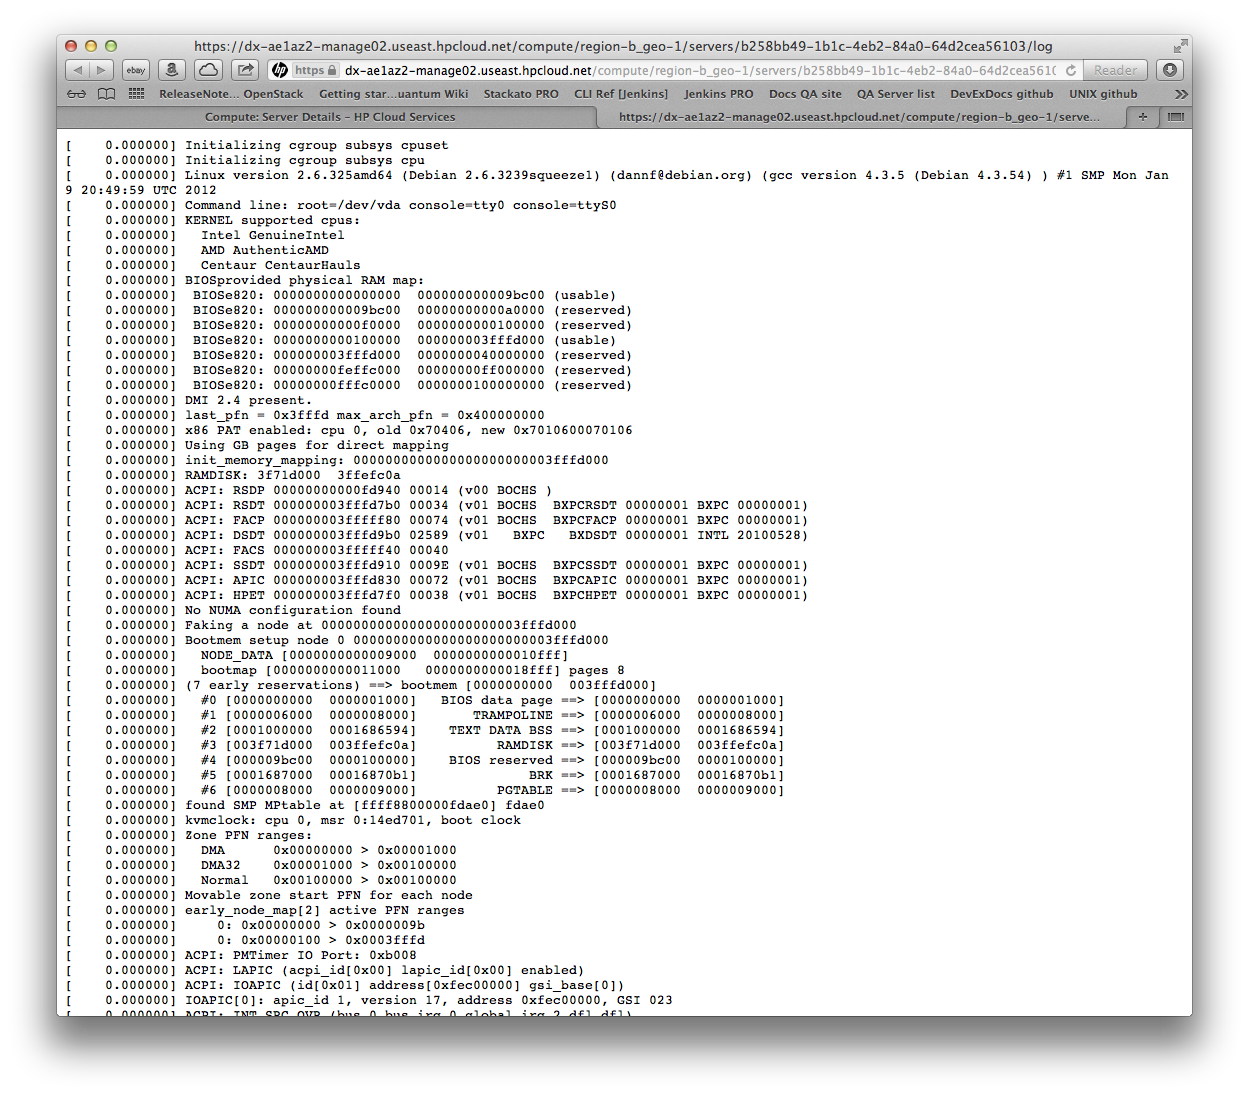 https://dx-ae1az2-manage02.useast.hpcloud.net/compute/region-b_geo-1/servers/b258bb49-1b1c-4eb2-84a0-64d2cea56103/log
ebay a hp https dx-ae1az2-manage02.useast.hpcloud.net/compute/region-b_geo-1/servers/b258bb49-1b1c-4eb2-84a0-64d2cea5610 Reader
ReleaseNote... OpenStack Getting star...uantum Wiki Stackato PRO CLI Ref [Jenkins] Jenkins PRO Docs QA site QA Server list DevExDocs github UNIX github
Compute: Server Details – HP Cloud Services https://dx-ae1az2-manage02.useast.hpcloud.net/compute/region-b_geo-1/serve...
[    0.000000] Initializing cgroup subsys cpuset
[    0.000000] Initializing cgroup subsys cpu
[    0.000000] Linux version 2.6.325amd64 (Debian 2.6.3239squeeze1) (dannf@debian.org) (gcc version 4.3.5 (Debian 4.3.54) ) #1 SMP Mon Jan
9 20:49:59 UTC 2012
[    0.000000] Command line: root=/dev/vda console=tty0 console=ttyS0
[    0.000000] KERNEL supported cpus:
[    0.000000]   Intel GenuineIntel
[    0.000000]   AMD AuthenticAMD
[    0.000000]   Centaur CentaurHauls
[    0.000000] BIOSprovided physical RAM map:
[    0.000000]  BIOSe820: 0000000000000000  000000000009bc00 (usable)
[    0.000000]  BIOSe820: 000000000009bc00  00000000000a0000 (reserved)
[    0.000000]  BIOSe820: 00000000000f0000  0000000000100000 (reserved)
[    0.000000]  BIOSe820: 0000000000100000  000000003fffd000 (usable)
[    0.000000]  BIOSe820: 000000003fffd000  0000000040000000 (reserved)
[    0.000000]  BIOSe820: 00000000feffc000  00000000ff000000 (reserved)
[    0.000000]  BIOSe820: 00000000fffc0000  0000000100000000 (reserved)
[    0.000000] DMI 2.4 present.
[    0.000000] last_pfn = 0x3fffd max_arch_pfn = 0x400000000
[    0.000000] x86 PAT enabled: cpu 0, old 0x70406, new 0x7010600070106
[    0.000000] Using GB pages for direct mapping
[    0.000000] init_memory_mapping: 0000000000000000000000003fffd000
[    0.000000] RAMDISK: 3f71d000  3ffefc0a
[    0.000000] ACPI: RSDP 00000000000fd940 00014 (v00 BOCHS )
[    0.000000] ACPI: RSDT 000000003fffd7b0 00034 (v01 BOCHS  BXPCRSDT 00000001 BXPC 00000001)
[    0.000000] ACPI: FACP 000000003fffff80 00074 (v01 BOCHS  BXPCFACP 00000001 BXPC 00000001)
[    0.000000] ACPI: DSDT 000000003fffd9b0 02589 (v01   BXPC   BXDSDT 00000001 INTL 20100528)
[    0.000000] ACPI: FACS 000000003fffff40 00040
[    0.000000] ACPI: SSDT 000000003fffd910 0009E (v01 BOCHS  BXPCSSDT 00000001 BXPC 00000001)
[    0.000000] ACPI: APIC 000000003fffd830 00072 (v01 BOCHS  BXPCAPIC 00000001 BXPC 00000001)
[    0.000000] ACPI: HPET 000000003fffd7f0 00038 (v01 BOCHS  BXPCHPET 00000001 BXPC 00000001)
[    0.000000] No NUMA configuration found
[    0.000000] Faking a node at 0000000000000000000000003fffd000
[    0.000000] Bootmem setup node 0 0000000000000000000000003fffd000
[    0.000000]   NODE_DATA [0000000000009000  0000000000010fff]
[    0.000000]   bootmap [0000000000011000   0000000000018fff] pages 8
[    0.000000] (7 early reservations) ==> bootmem [0000000000  003fffd000]
[    0.000000]   #0 [0000000000  0000001000]   BIOS data page ==> [0000000000  0000001000]
[    0.000000]   #1 [0000006000  0000008000]       TRAMPOLINE ==> [0000006000  0000008000]
[    0.000000]   #2 [0001000000  0001686594]    TEXT DATA BSS ==> [0001000000  0001686594]
[    0.000000]   #3 [003f71d000  003ffefc0a]          RAMDISK ==> [003f71d000  003ffefc0a]
[    0.000000]   #4 [000009bc00  0000100000]    BIOS reserved ==> [000009bc00  0000100000]
[    0.000000]   #5 [0001687000  00016870b1]              BRK ==> [0001687000  00016870b1]
[    0.000000]   #6 [0000008000  0000009000]          PGTABLE ==> [0000008000  0000009000]
[    0.000000] found SMP MPtable at [ffff8800000fdae0] fdae0
[    0.000000] kvmclock: cpu 0, msr 0:14ed701, boot clock
[    0.000000] Zone PFN ranges:
[    0.000000]   DMA      0x00000000 > 0x00001000
[    0.000000]   DMA32    0x00001000 > 0x00100000
[    0.000000]   Normal   0x00100000 > 0x00100000
[    0.000000] Movable zone start PFN for each node
[    0.000000] early_node_map[2] active PFN ranges
[    0.000000]     0: 0x00000000 > 0x0000009b
[    0.000000]     0: 0x00000100 > 0x0003fffd
[    0.000000] ACPI: PMTimer IO Port: 0xb008
[    0.000000] ACPI: LAPIC (acpi_id[0x00] lapic_id[0x00] enabled)
[    0.000000] ACPI: IOAPIC (id[0x01] address[0xfec00000] gsi_base[0])
[    0.000000] IOAPIC[0]: apic_id 1, version 17, address 0xfec00000, GSI 023
[    0.000000] ACPI: INT_SRC_OVR (bus 0 bus_irq 0 global_irq 2 dfl dfl)